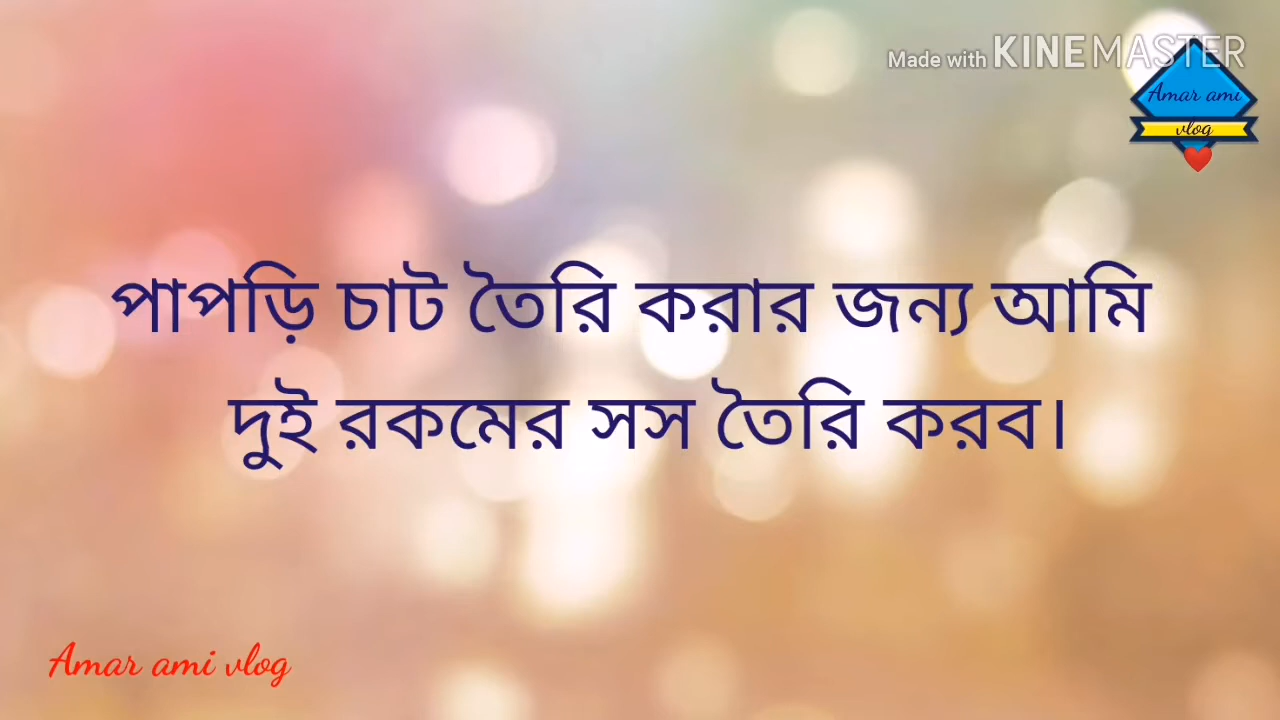 Made with KINEMASTER
Amar ami
vlog
পাপড়ি চাট তৈরি করার জন্য আমি
দুই রকমের সস তৈরি করব।
Amar ami vlog